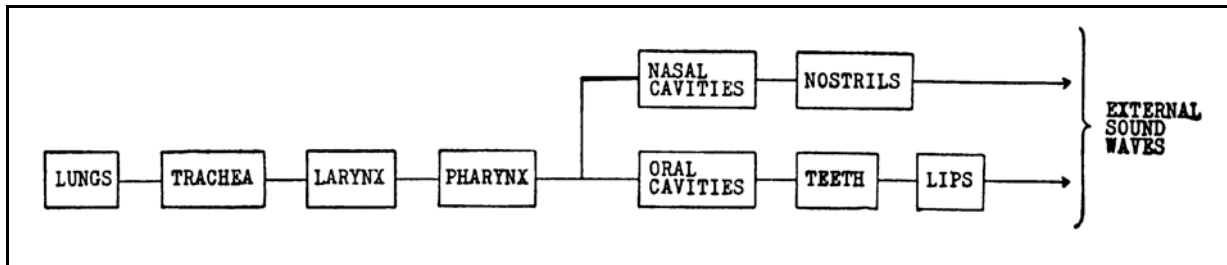 NASAL
CAVITIES
NOSTRILS
EXTERNAL
SOUND
WAVES
LUNGS
TRACHEA
LARYNX
PHARYNX
ORAL
CAVITIES
TEETH
LIPS